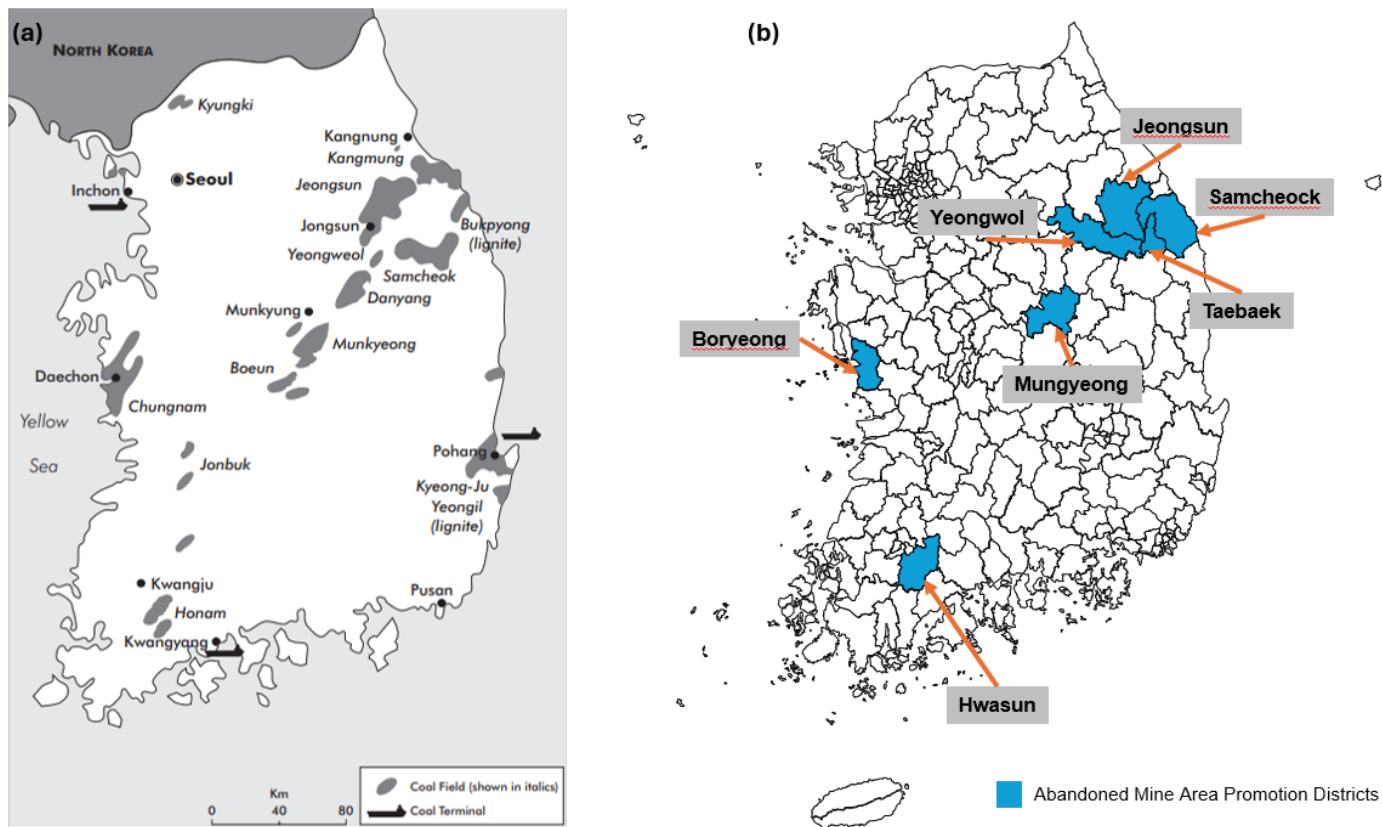 (a)
NORTH KOREA
Kyungki
Kangnung
Kangmung
Seoul
Jeongsun
Inchon
Jongsun
Bukpyong
(lignite)
Yeongweol
Samcheok
Danyang
Munkyung
Munkyeong
Boeun
Daechon
Chungnam
Yellow
Sea
Jonbuk
Pohang
Kyeong-Ju
Yeongil
(lignite)
Kwangju
Pusan
Honam
Kwangyang
Km
0 40 80
Coal Field (shown in italics)
Coal Terminal
(b)
Jeongsun
Samcheock
Yeongwol
Taebaek
Boryeong
Mungyeong
Hwasun
Abandoned Mine Area Promotion Districts